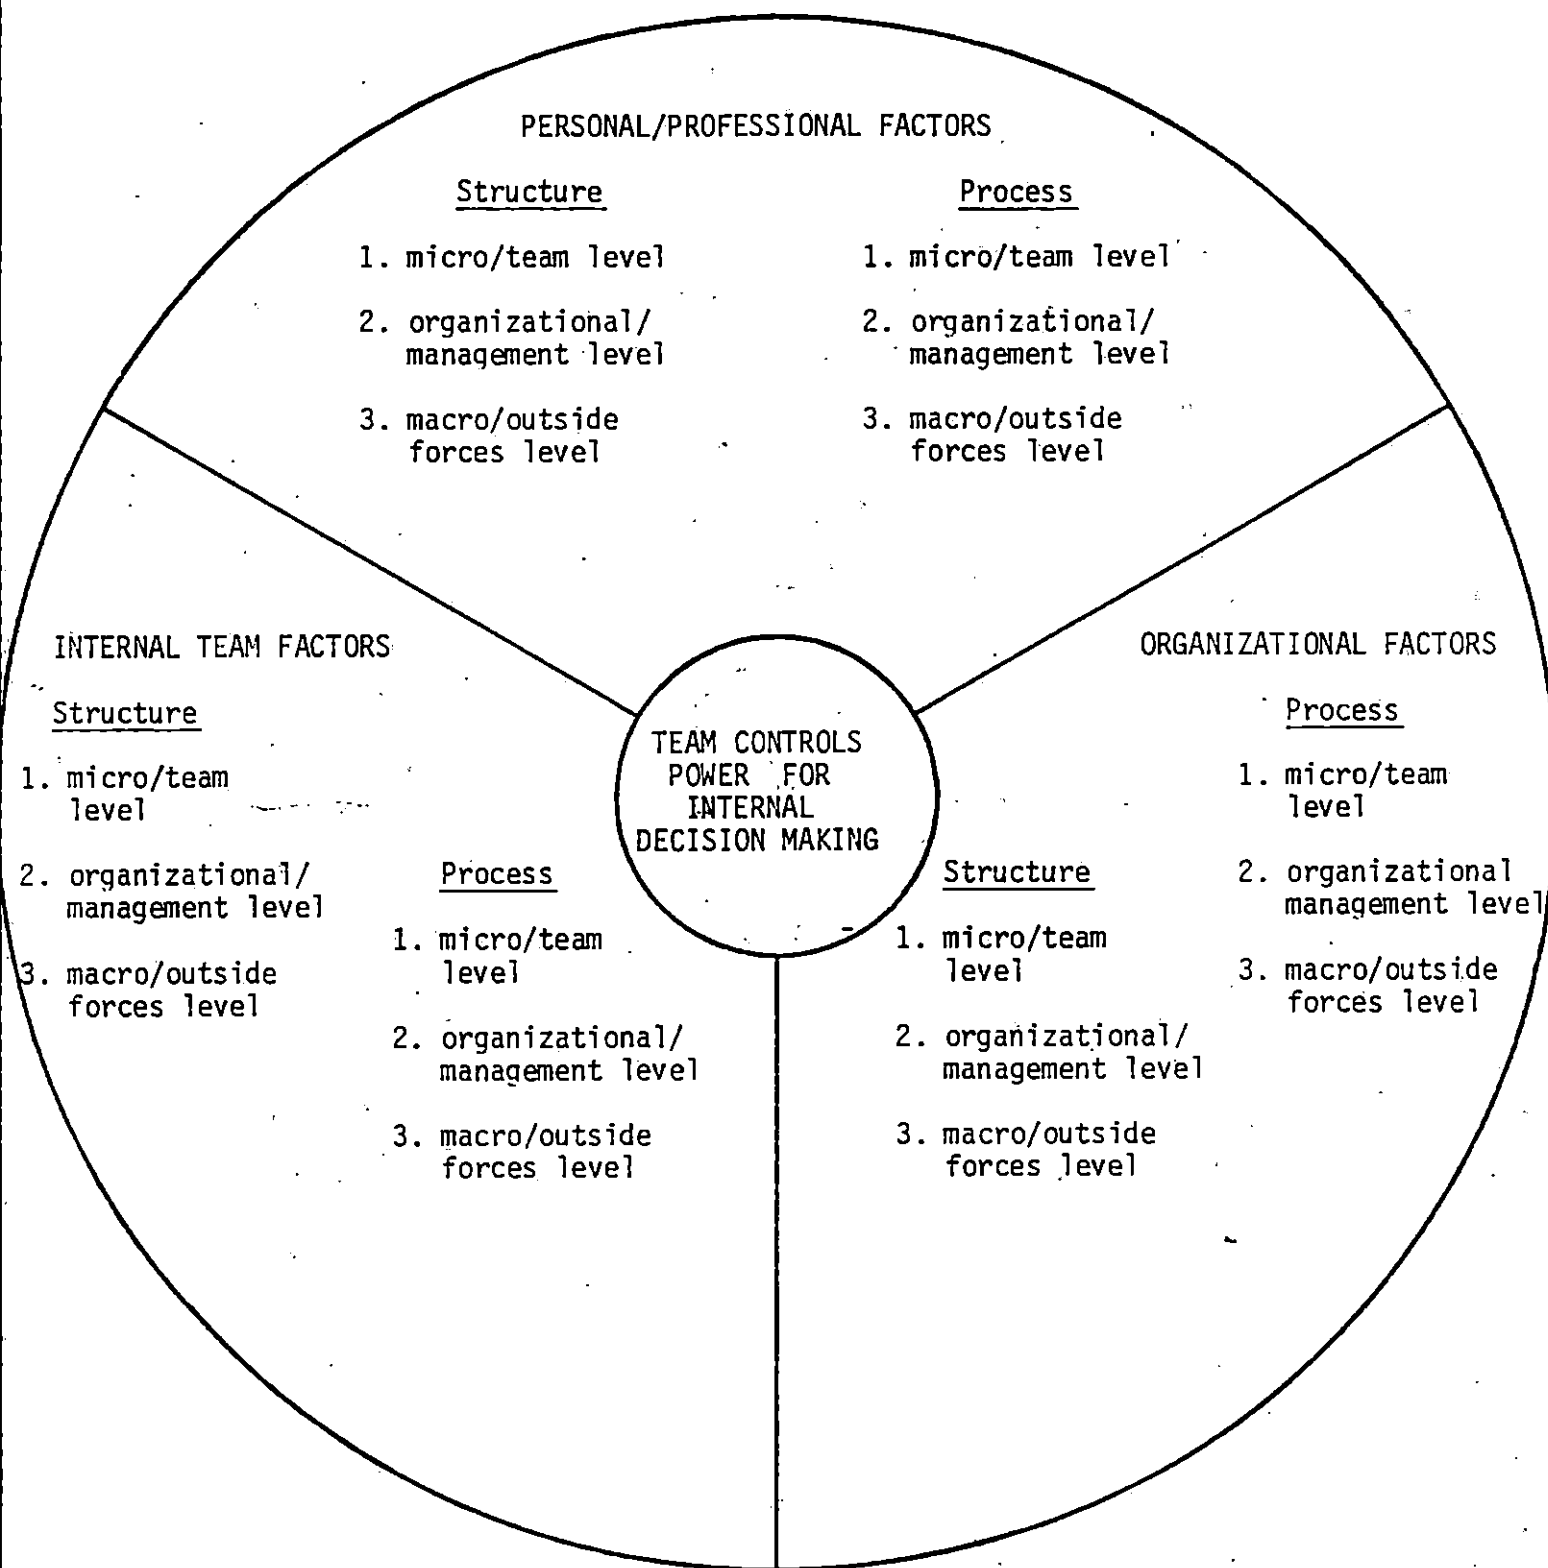 PERSONAL/PROFESSIONAL FACTORS
Structure
1. micro/team level
2. organizational/
management level
3. macro/outside
forces level
Process
1. micro/team level
2. organizational/
management level
3. macro/outside
forces level
INTERNAL TEAM FACTORS
Structure
1. micro/team
level
2. organizational/
management level
3. macro/outside
forces level
Process
1. micro/team
level
2. organizational/
management level
3. macro/outside
forces level
TEAM CONTROLS
POWER FOR
INTERNAL
DECISION MAKING
ORGANIZATIONAL FACTORS
Structure
1. micro/team
level
2. organizational/
management level
3. macro/outside
forces level
Process
1. micro/team
level
2. organizational
management level
3. macro/outside
forces level